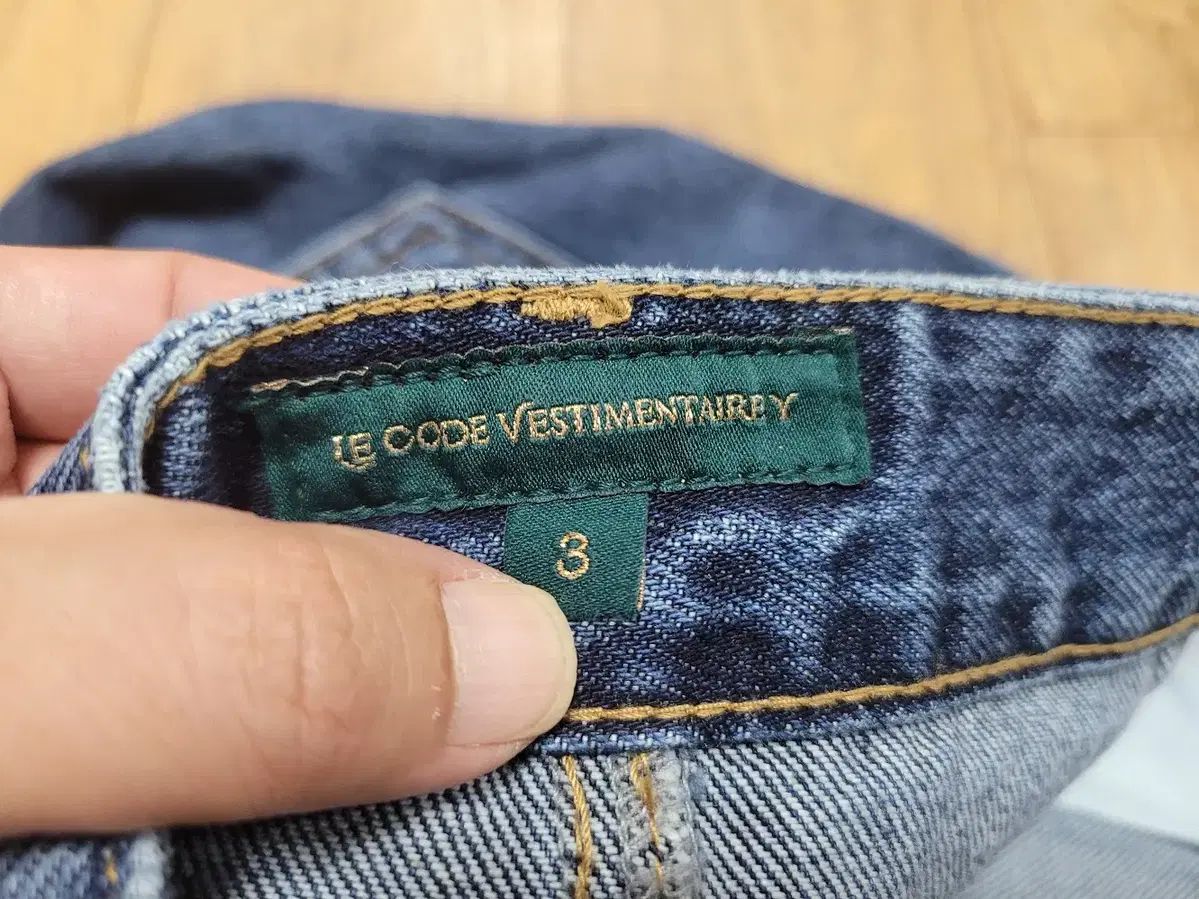 LE CODE VESTIMENTAIRE Y
3